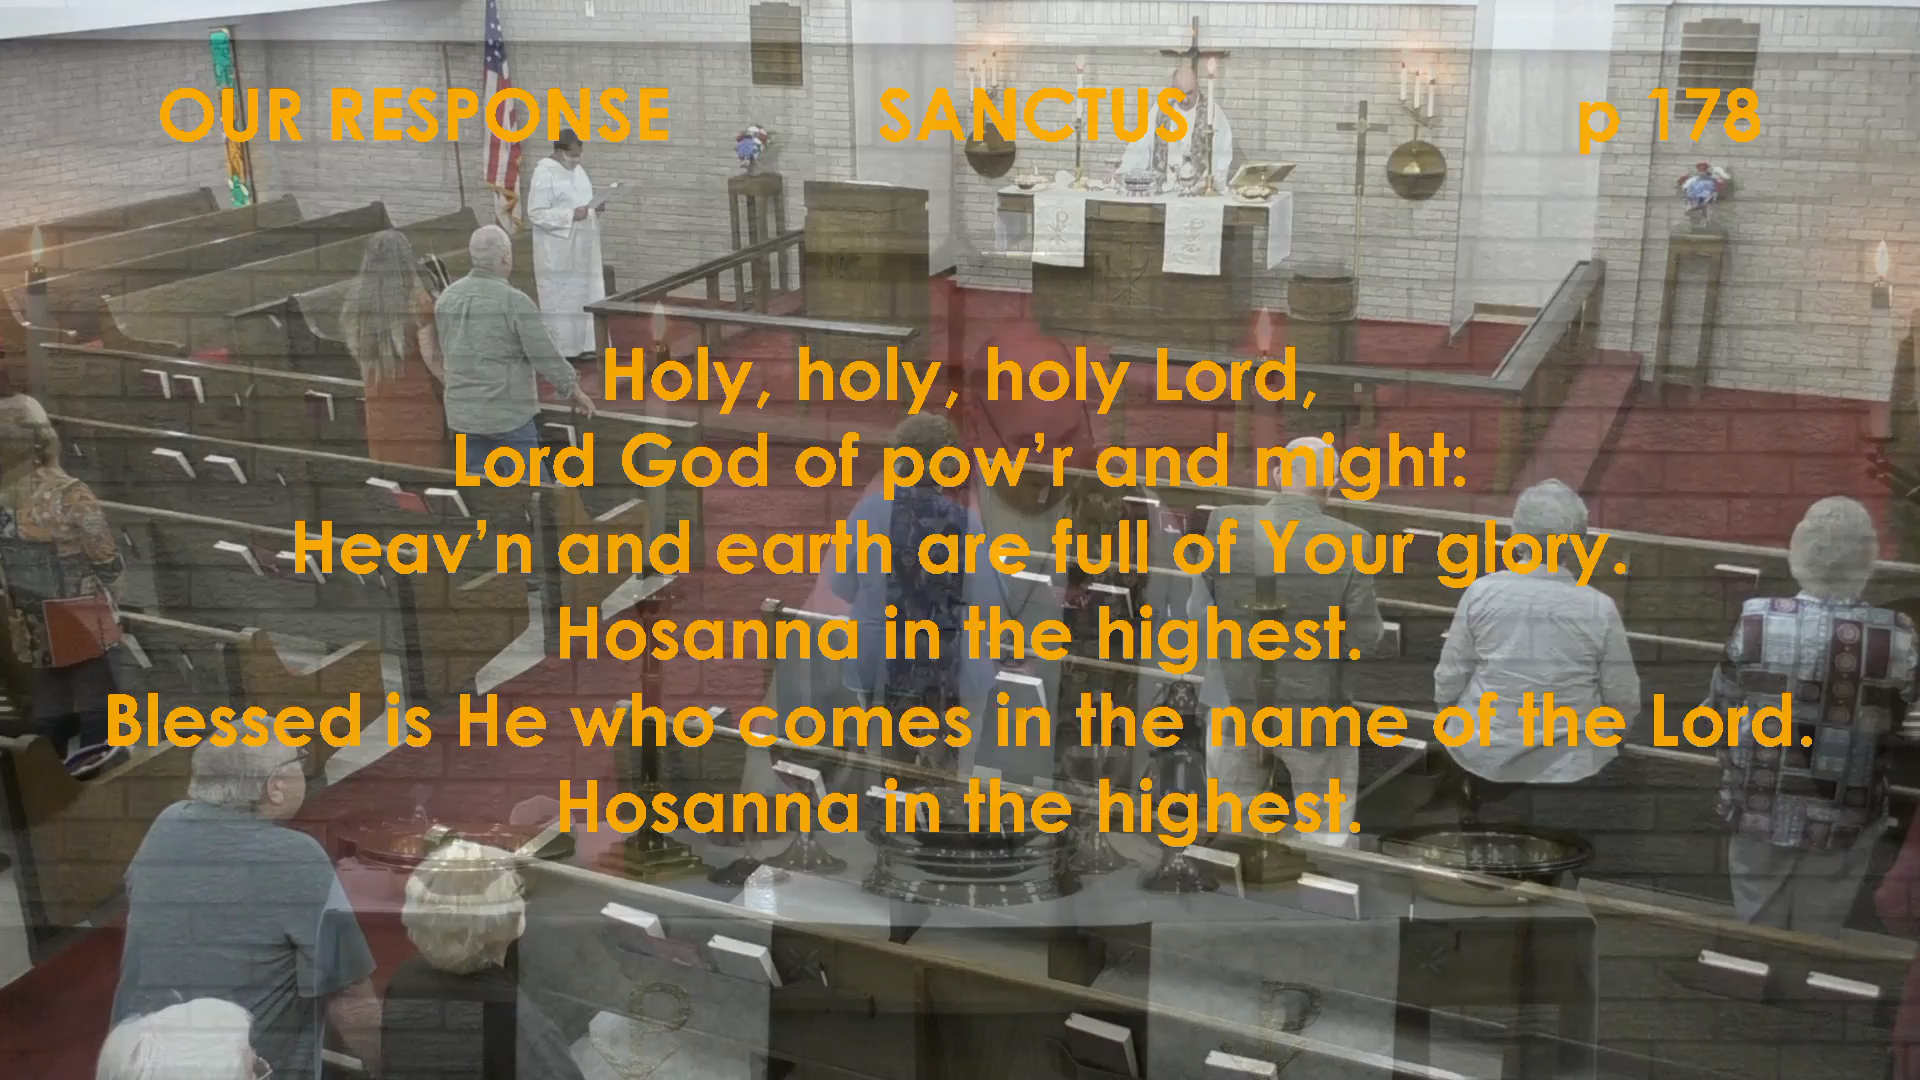 OUR RESPONSE SANCTUS p 178
Holy, holy, holy Lord,
Lord God of pow’r and might:
Heav’n and earth are full of Your glory.
Hosanna in the highest.
Blessed is He who comes in the name of the Lord.
Hosanna in the highest.